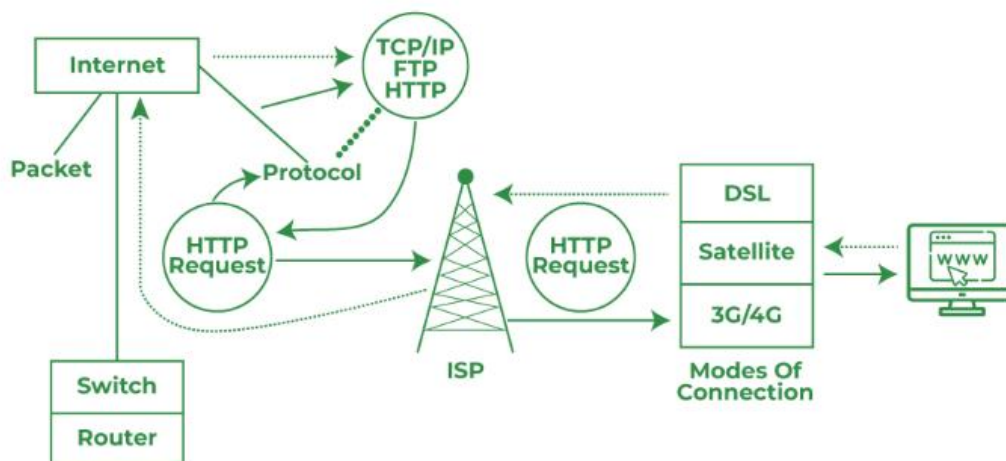 Internet
TCP/IP
FTP
HTTP
Packet
Protocol
HTTP
Request
ISP
HTTP
Request
DSL
Satellite
3G/4G
Modes Of
Connection
WWW
Switch
Router